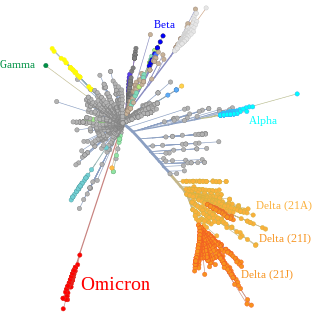 Beta
Gamma
Alpha
Delta (21A)
Delta (21I)
Delta (21J)
Omicron